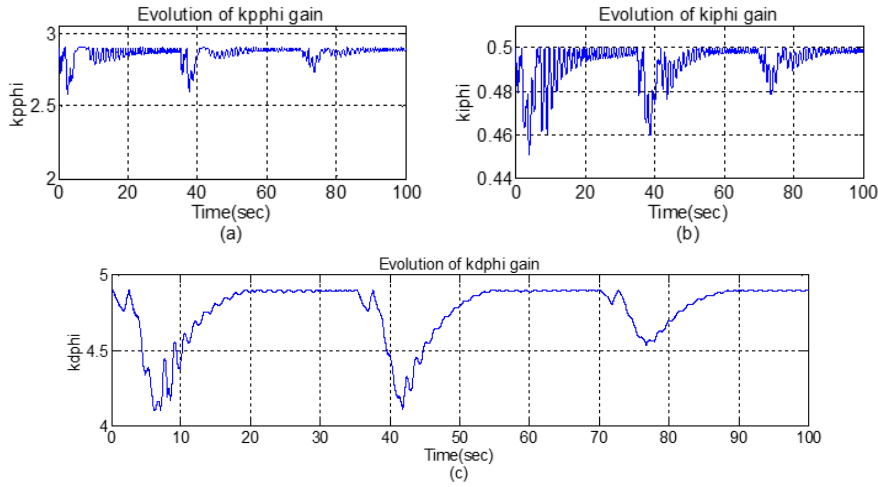 Evolution of kpphi gain
3
2.5
2
kpphi
0 20 40 60 80 100
Time(sec)
(a)
Evolution of kiphi gain
0.5
0.48
0.46
0.44
kiphi
0 20 40 60 80 100
Time(sec)
(b)
Evolution of kdphi gain
5
4.5
4
kdphi
0 10 20 30 40 50 60 70 80 90 100
Time(sec)
(c)